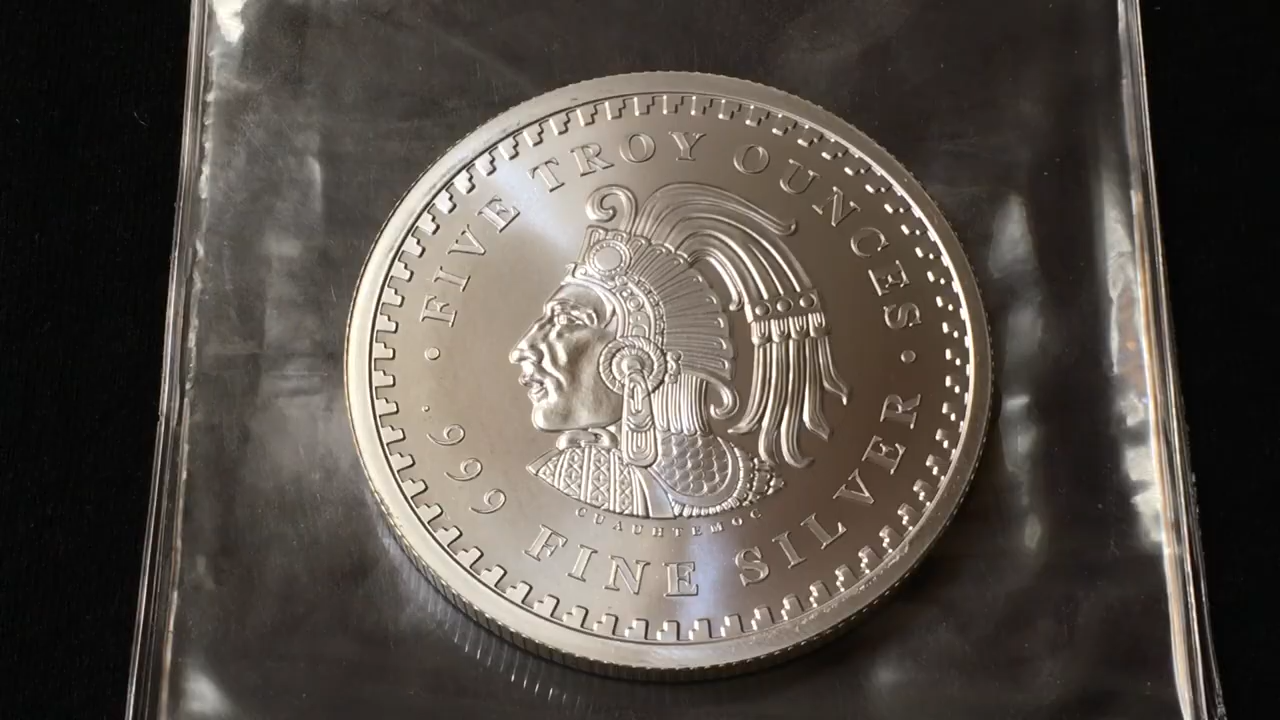 · FIVE TROY OUNCES ·
.999 FINE SILVER
CUAUHTEMOC